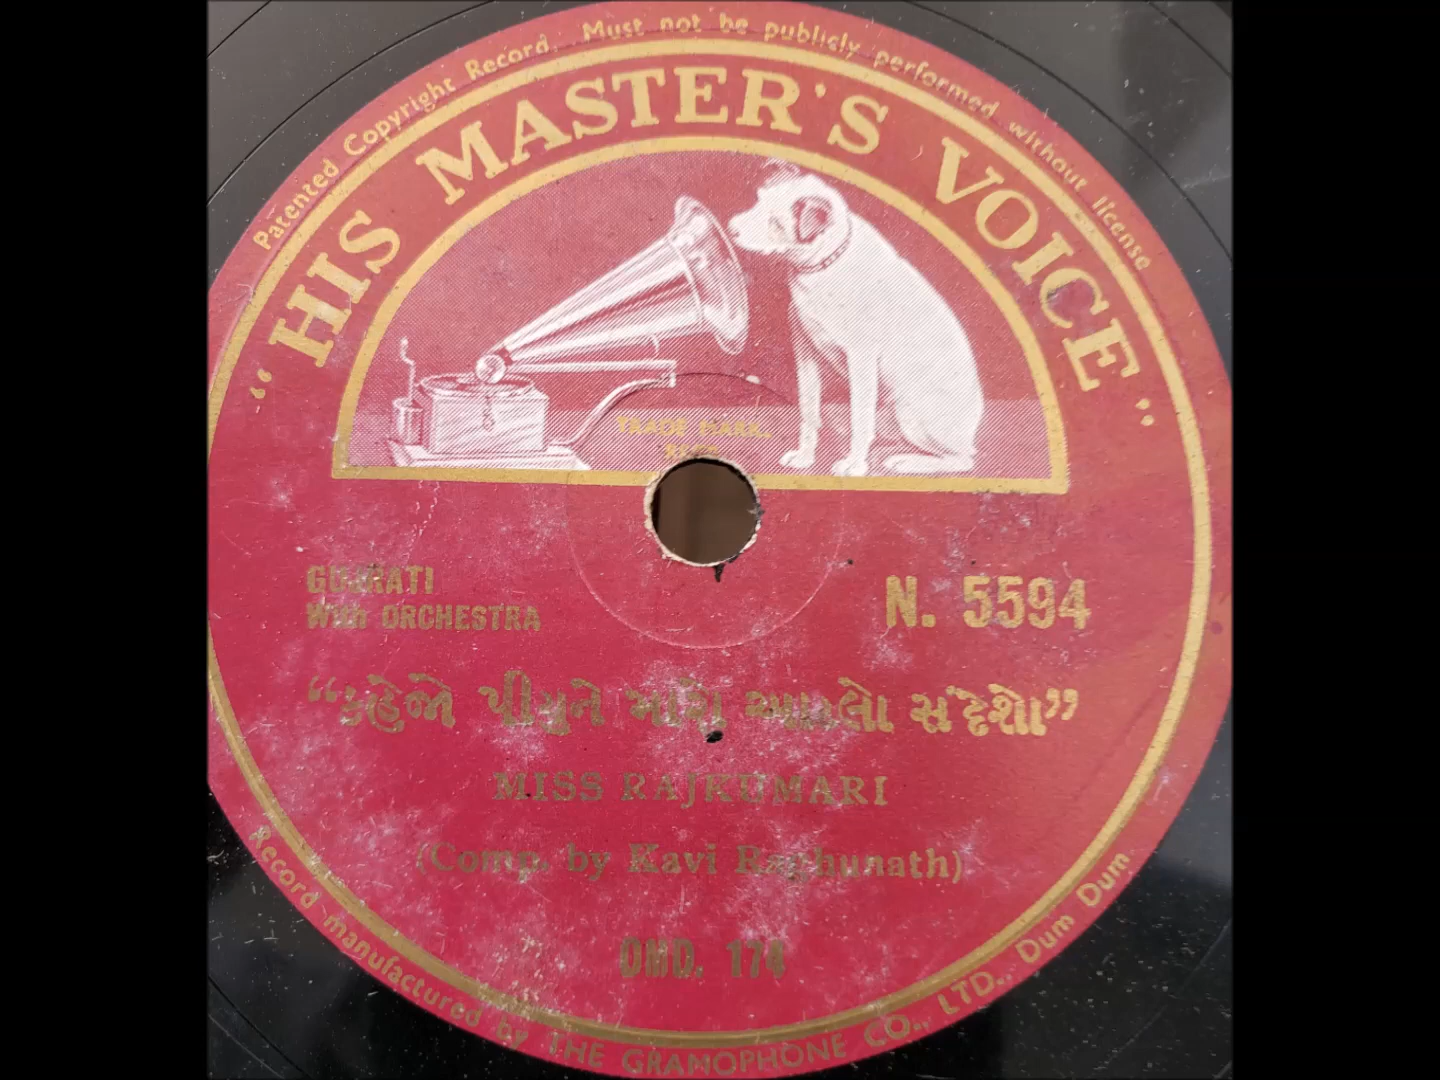 Patented Copyright Record. Must not be publicly performed without license
"HIS MASTER'S VOICE"
TRADE MARK.
GUJRATI
With ORCHESTRA
N. 5594
“કહેજો પીયુને મારો આટલો સંદેશો”
MISS RAJKUMARI
(Comp. by Kavi Raghunath)
OMD. 174
Record manufactured by THE GRAMOPHONE CO., LTD., Dum Dum.